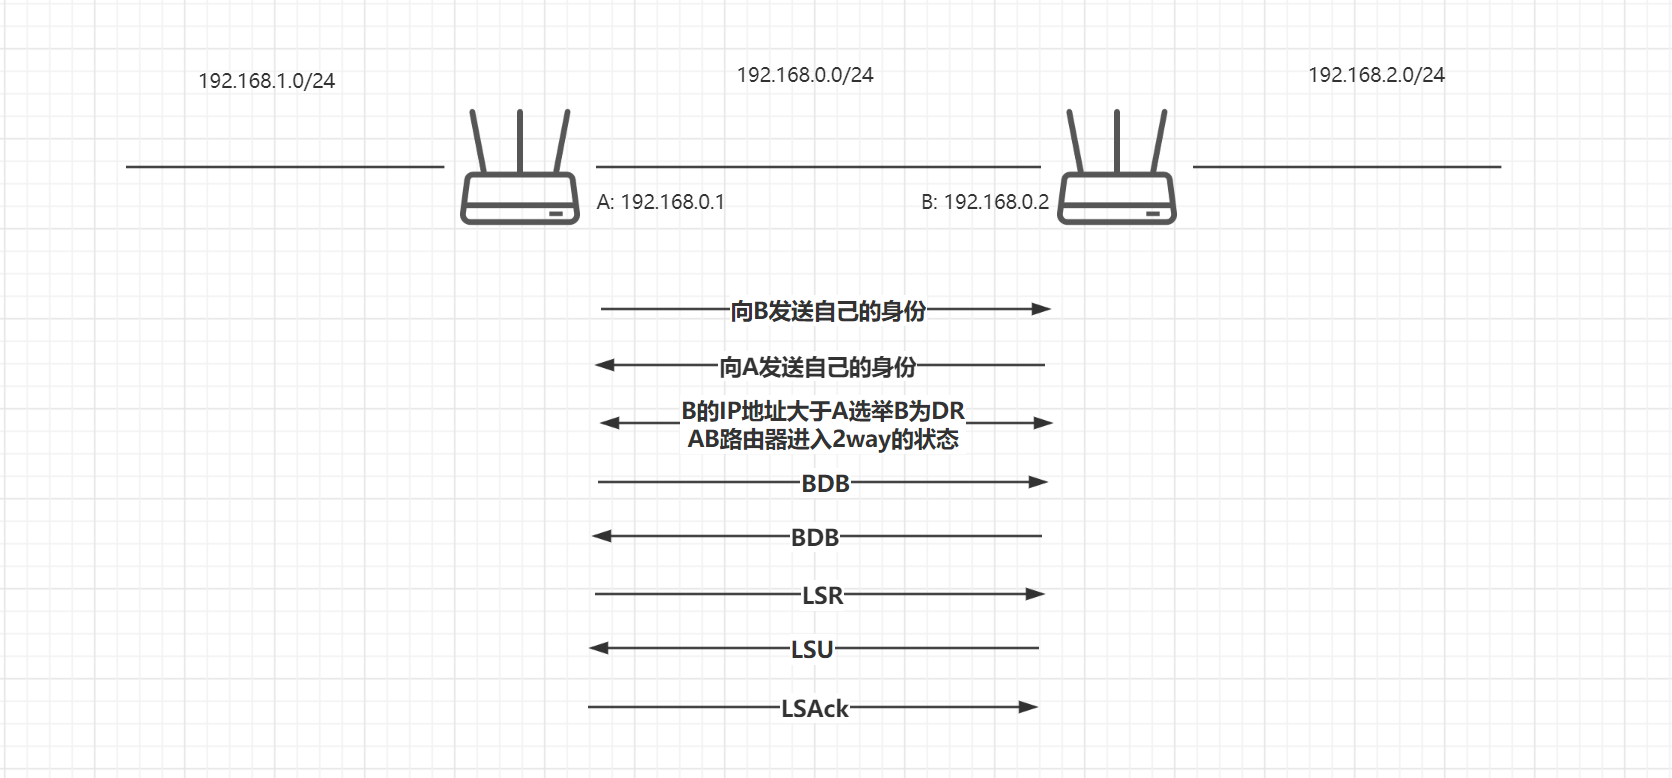 192.168.1.0/24
192.168.0.0/24
192.168.2.0/24
A: 192.168.0.1
B: 192.168.0.2
向B发送自己的身份
向A发送自己的身份
B的IP地址大于A选举B为DR
AB路由器进入2way的状态
BDB
BDB
LSR
LSU
LSAck